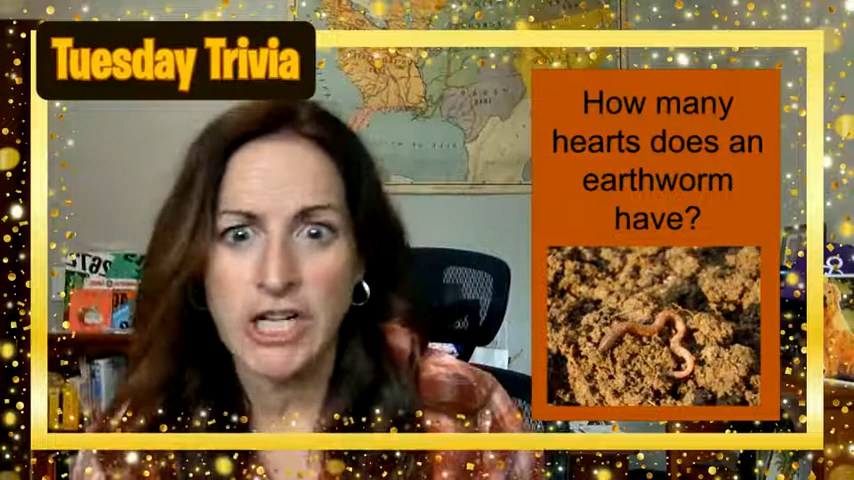 Tuesday Trivia
How many
hearts does an
earthworm
have?